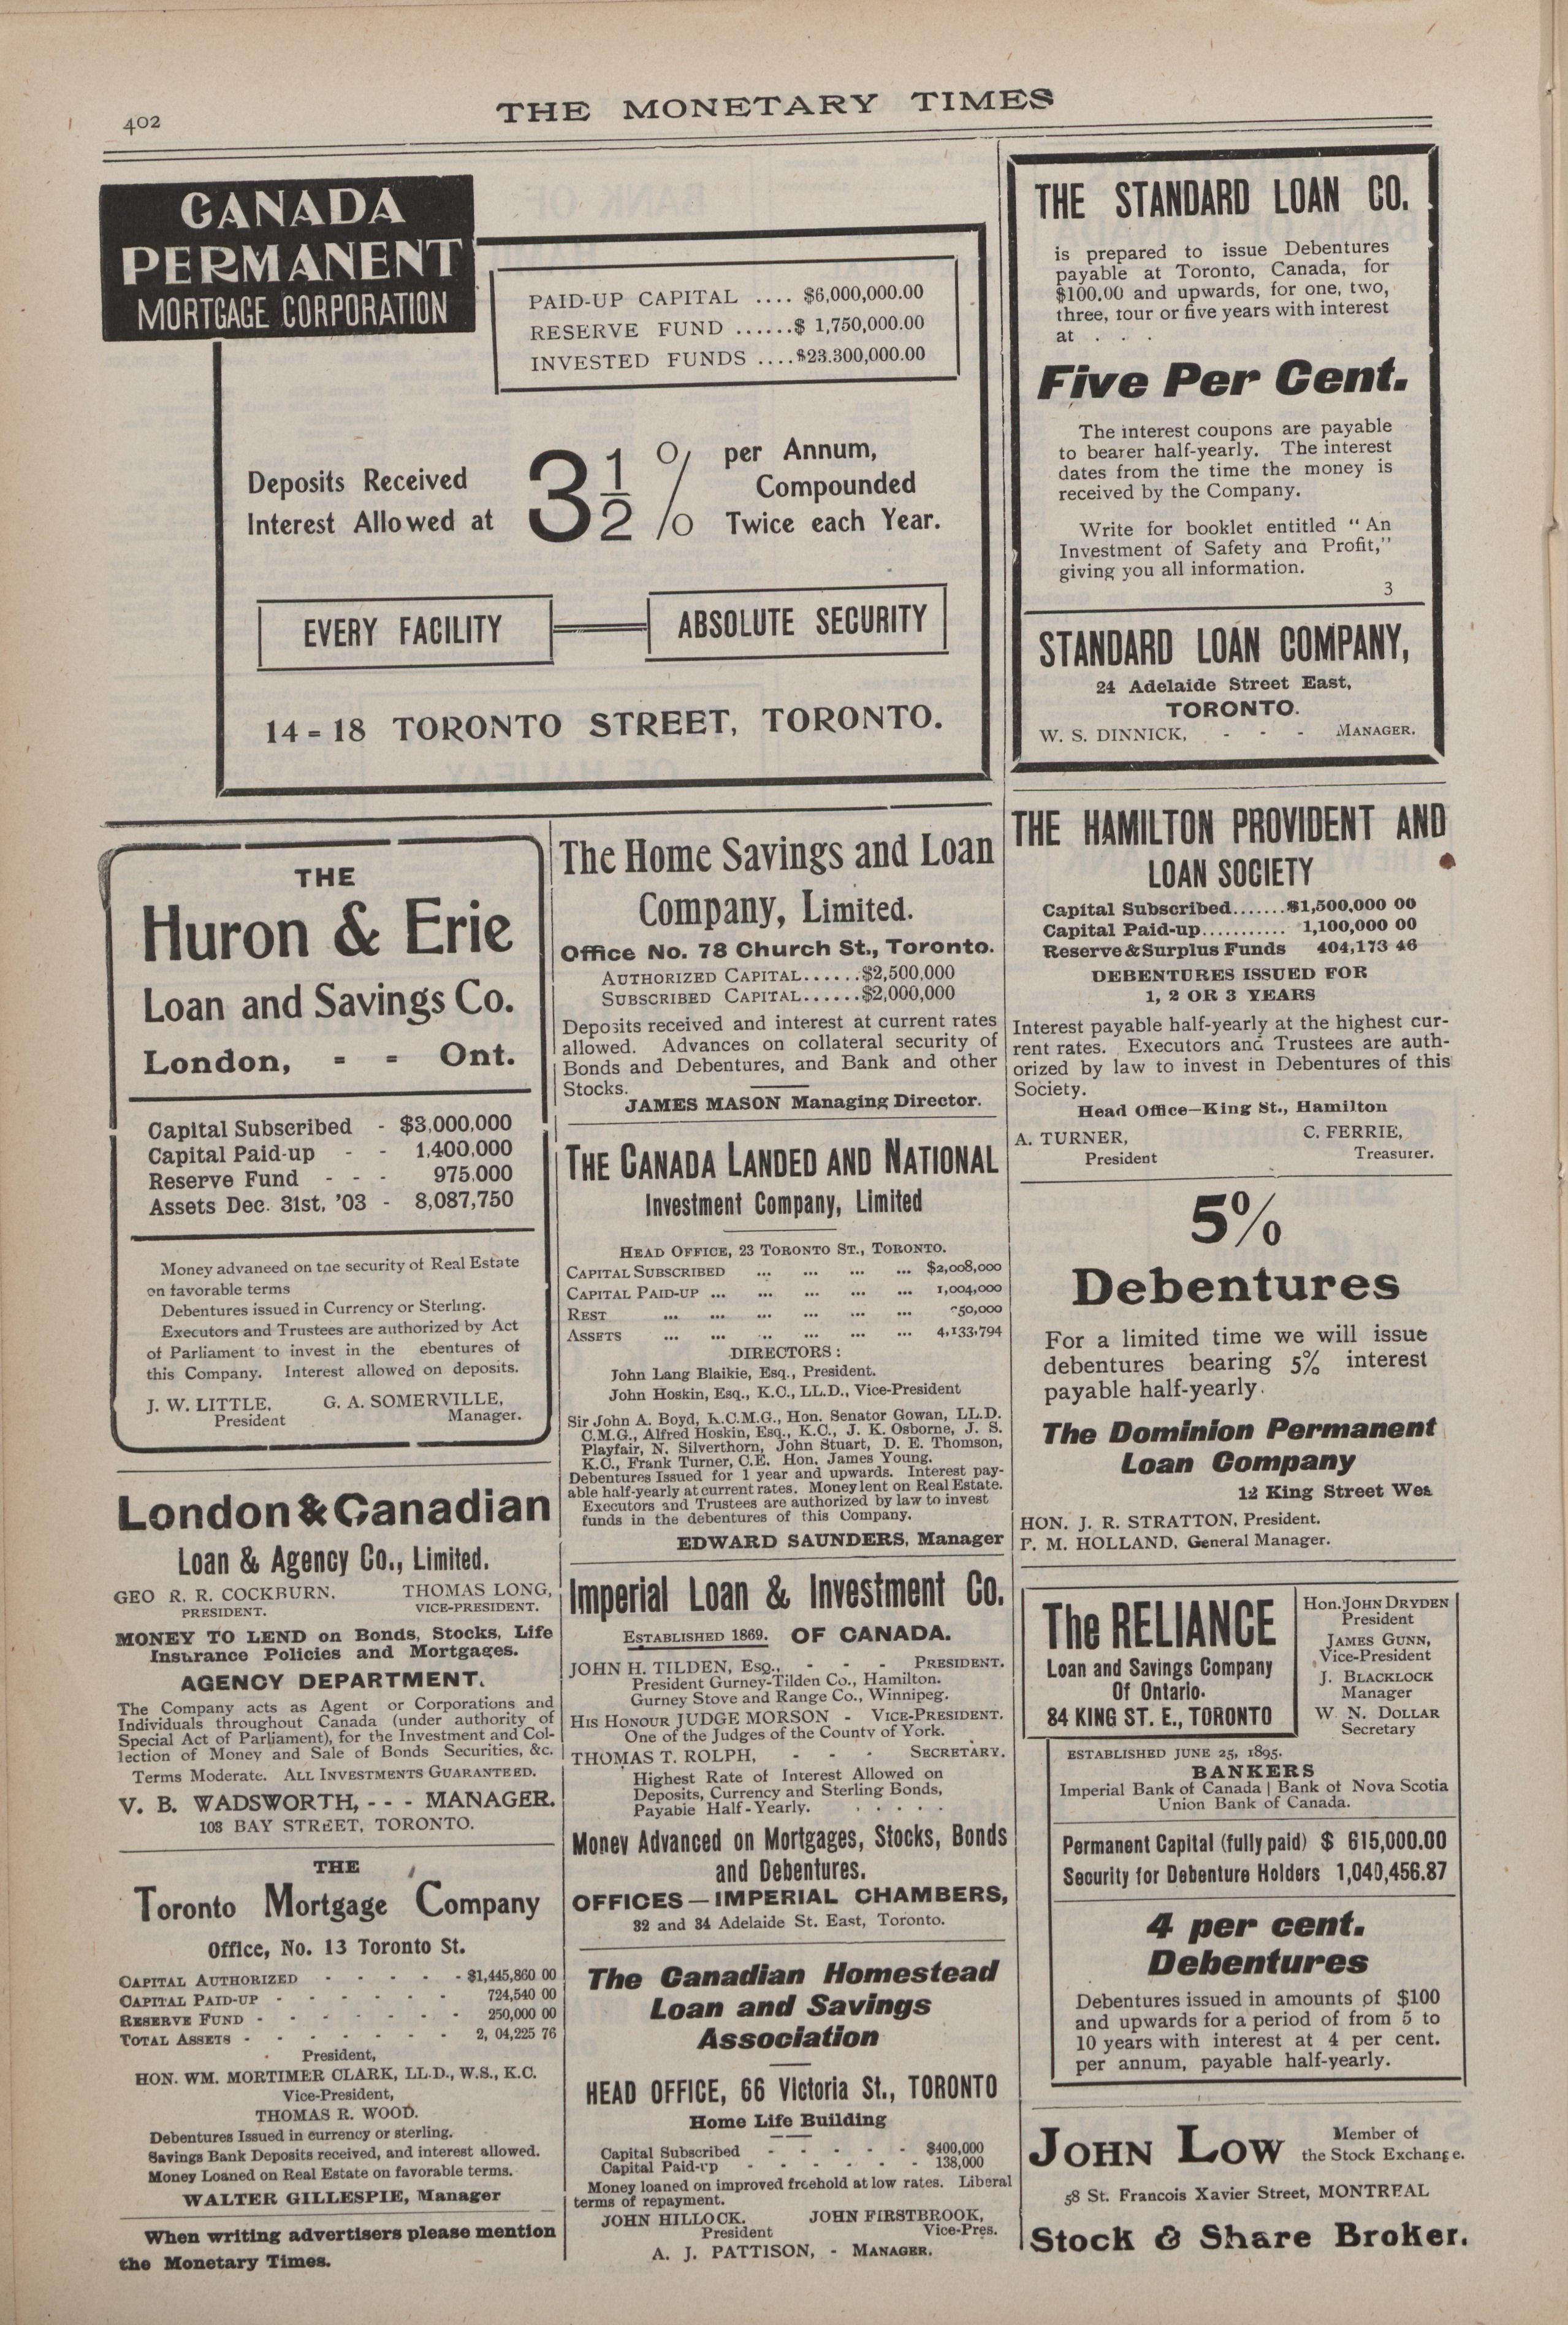 402
THE MONETARY TIMES
CANADA
PERMANENT
MORTGAGE CORPORATION
PAID-UP CAPITAL .... $6,000,000.00
RESERVE FUND ......$ 1,750,000.00
INVESTED FUNDS ....$23.300,000.00
Deposits Received
Interest Allowed at
3½%
per Annum,
Compounded
Twice each Year.
EVERY FACILITY
ABSOLUTE SECURITY
14=18 TORONTO STREET, TORONTO.
THE STANDARD LOAN CO.
is prepared to issue Debentures
payable at Toronto, Canada, for
$100.00 and upwards, for one, two,
three, tour or five years with interest
at . . .
Five Per Cent.
The interest coupons are payable
to bearer half-yearly. The interest
dates from the time the money is
received by the Company.
Write for booklet entitled "An
Investment of Safety and Profit,"
giving you all information.
3
STANDARD LOAN COMPANY,
24 Adelaide Street East,
TORONTO.
W. S. DINNICK, - - - MANAGER.
THE
Huron & Erie
Loan and Savings Co.
London, = = Ont.
Capital Subscribed - $3,000,000
Capital Paid-up - - 1,400,000
Reserve Fund - - - 975.000
Assets Dec. 31st, '03 - 8,087,750
Money advanced on the security of Real Estate
on favorable terms
Debentures issued in Currency or Sterling.
Executors and Trustees are authorized by Act
of Parliament to invest in the ebentures of
this Company. Interest allowed on deposits.
J. W. LITTLE, G. A. SOMERVILLE,
President Manager.
London & Canadian
Loan & Agency Co., Limited.
GEO R. R. COCKBURN, THOMAS LONG,
PRESIDENT. VICE-PRESIDENT.
MONEY TO LEND on Bonds, Stocks, Life
Insurance Policies and Mortgages.
AGENCY DEPARTMENT.
The Company acts as Agent or Corporations and
Individuals throughout Canada (under authority of
Special Act of Parliament), for the Investment and Col-
lection of Money and Sale of Bonds Securities, &c.
Terms Moderate. ALL INVESTMENTS GUARANTEED.
V. B. WADSWORTH, - - - MANAGER.
103 BAY STREET, TORONTO.
THE
Toronto Mortgage Company
Office, No. 13 Toronto St.
CAPITAL AUTHORIZED - - - - - $1,445,860 00
CAPITAL PAID-UP - - - - - - 724,540 00
RESERVE FUND - - - - - - - 250,000 00
TOTAL ASSETS - - - - - - - 2, 04,225 76
President,
HON. WM. MORTIMER CLARK, LL.D., W.S., K.C.
Vice-President,
THOMAS R. WOOD.
Debentures Issued in currency or sterling.
Savings Bank Deposits received, and interest allowed.
Money Loaned on Real Estate on favorable terms.
WALTER GILLESPIE, Manager
When writing advertisers please mention
the Monetary Times.
The Home Savings and Loan
Company, Limited.
Office No. 78 Church St., Toronto.
AUTHORIZED CAPITAL......$2,500,000
SUBSCRIBED CAPITAL......$2,000,000
Deposits received and interest at current rates
allowed. Advances on collateral security of
Bonds and Debentures, and Bank and other
Stocks.
JAMES MASON Managing Director.
THE CANADA LANDED AND NATIONAL
Investment Company, Limited
HEAD OFFICE, 23 TORONTO ST., TORONTO.
CAPITAL SUBSCRIBED ... ... ... ... $2,008,000
CAPITAL PAID-UP ... ... ... ... ... 1,004,000
REST ... ... ... ... ... 50,000
ASSETS ... ... .. ... ... ... 4,133,794
DIRECTORS:
John Lang Blaikie, Esq., President.
John Hoskin, Esq., K.C., LL.D., Vice-President
Sir John A. Boyd, K.C.M.G., Hon. Senator Gowan, LL.D.
C.M.G., Alfred Hoskin, Esq., K.C., J. K. Osborne, J. S.
Playfair, N. Silverthorn, John Stuart, D. E. Thomson,
K.C., Frank Turner, C.E. Hon. James Young.
Debentures Issued for 1 year and upwards. Interest pay-
able half-yearly at current rates. Money lent on Real Estate.
Executors and Trustees are authorized by law to invest
funds in the debentures of this Company.
EDWARD SAUNDERS, Manager
Imperial Loan & Investment Co.
ESTABLISHED 1869. OF CANADA.
JOHN H. TILDEN, ESQ., - - - PRESIDENT.
President Gurney-Tilden Co., Hamilton.
Gurney Stove and Range Co., Winnipeg.
HIS HONOUR JUDGE MORSON - VICE-PRESIDENT.
One of the Judges of the County of York.
THOMAS T. ROLPH, - - - SECRETARY.
Highest Rate of Interest Allowed on
Deposits, Currency and Sterling Bonds,
Payable Half-Yearly. . . . . .
Money Advanced on Mortgages, Stocks, Bonds
and Debentures.
OFFICES—IMPERIAL CHAMBERS,
32 and 34 Adelaide St. East, Toronto.
The Canadian Homestead
Loan and Savings
Association
HEAD OFFICE, 66 Victoria St., TORONTO
Home Life Building
Capital Subscribed - - - - - $400,000
Capital Paid-up - - - - - - 138,000
Money loaned on improved freehold at low rates. Liberal
terms of repayment.
JOHN HILLOCK. JOHN FIRSTBROOK,
President Vice-Pres.
A. J. PATTISON, - MANAGER.
THE HAMILTON PROVIDENT AND
LOAN SOCIETY
Capital Subscribed.......$1,500,000 00
Capital Paid-up........... 1,100,000 00
Reserve & Surplus Funds 404,173 46
DEBENTURES ISSUED FOR
1, 2 OR 3 YEARS
Interest payable half-yearly at the highest cur-
rent rates. Executors and Trustees are auth-
orized by law to invest in Debentures of this
Society.
Head Office—King St., Hamilton
A. TURNER, C. FERRIE,
President Treasurer.
5%
Debentures
For a limited time we will issue
debentures bearing 5% interest
payable half-yearly.
The Dominion Permanent
Loan Company
12 King Street Wes
HON. J. R. STRATTON, President.
F. M. HOLLAND, General Manager.
The RELIANCE
Loan and Savings Company
Of Ontario.
84 KING ST. E., TORONTO
Hon. JOHN DRYDEN
President
JAMES GUNN,
Vice-President
J. BLACKLOCK
Manager
W. N. DOLLAR
Secretary
ESTABLISHED JUNE 25, 1895.
BANKERS
Imperial Bank of Canada | Bank of Nova Scotia
Union Bank of Canada.
Permanent Capital (fully paid) $ 615,000.00
Security for Debenture Holders 1,040,456.87
4 per cent.
Debentures
Debentures issued in amounts of $100
and upwards for a period of from 5 to
10 years with interest at 4 per cent.
per annum, payable half-yearly.
JOHN LOW
Member of
the Stock Exchange.
58 St. Francois Xavier Street, MONTREAL
Stock & Share Broker.